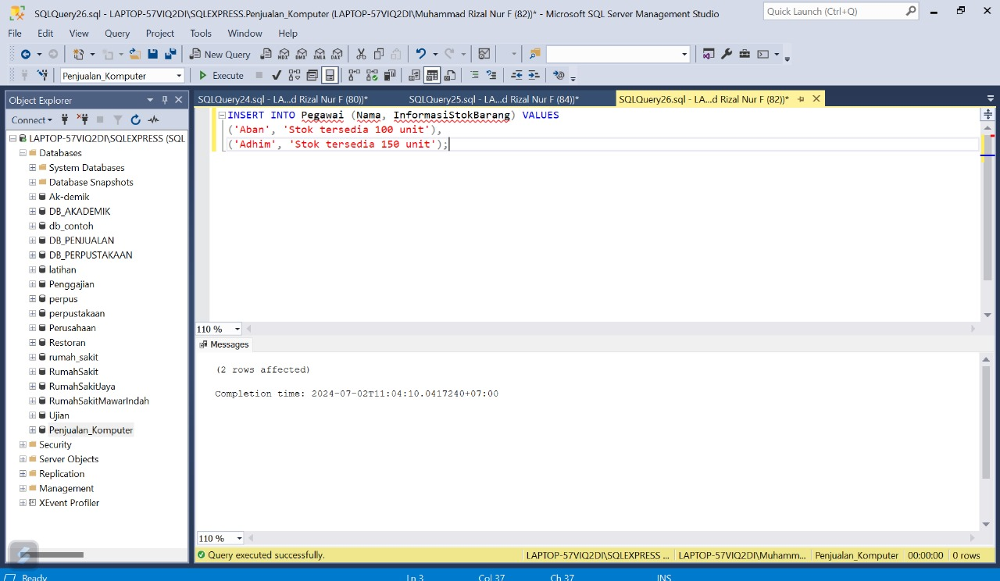 SQLQuery26.sql - LAPTOP-57VIQ2DI\SQLEXPRESS.Penjualan_Komputer (LAPTOP-57VIQ2DI\Muhammad Rizal Nur F (82))* - Microsoft SQL Server Management Studio
Quick Launch (Ctrl+Q)
File Edit View Query Project Tools Window Help
New Query
MDX DMX XMLA DAX
Penjualan_Komputer
Execute
Object Explorer
SQLQuery24.sql - LA...d Rizal Nur F (80))*
SQLQuery25.sql - LA...d Rizal Nur F (84))*
SQLQuery26.sql - LA...d Rizal Nur F (82))*
Connect
LAPTOP-57VIQ2DI\SQLEXPRESS (SQL
Databases
System Databases
Database Snapshots
Ak-demik
DB_AKADEMIK
db_contoh
DB_PENJUALAN
DB_PERPUSTAKAAN
latihan
Penggajian
perpus
perpustakaan
Perusahaan
Restoran
rumah_sakit
RumahSakit
RumahSakitJaya
RumahSakitMawarIndah
Ujian
Penjualan_Komputer
Security
Server Objects
Replication
Management
XEvent Profiler
INSERT INTO Pegawai (Nama, InformasiStokBarang) VALUES
('Aban', 'Stok tersedia 100 unit'),
('Adhim', 'Stok tersedia 150 unit');
110 %
Messages
(2 rows affected)
Completion time: 2024-07-02T11:04:10.0417240+07:00
110 %
Query executed successfully.
LAPTOP-57VIQ2DI\SQLEXPRESS ...
LAPTOP-57VIQ2DI\Muhamm...
Penjualan_Komputer
00:00:00
0 rows
Ready
Ln 3
Col 37
Ch 37
INS